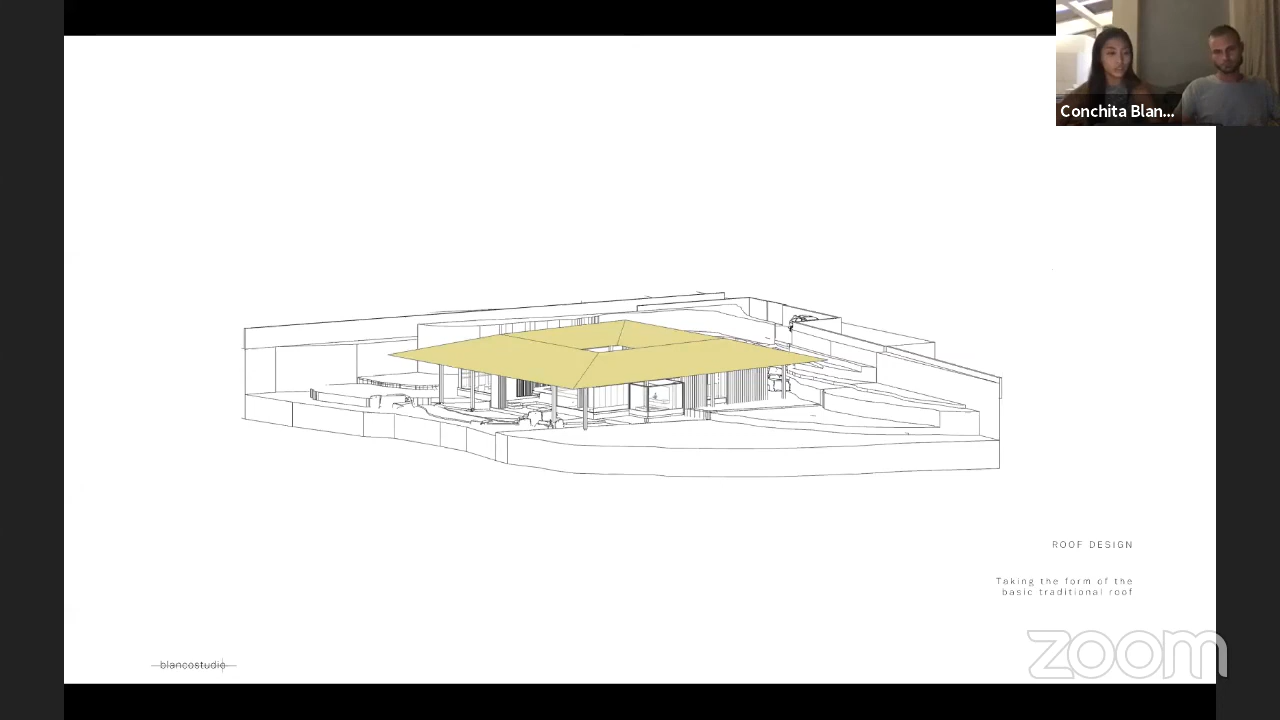 Conchita Blan...
ROOF DESIGN
Taking the form of the
basic traditional roof
zoom
blancostudio